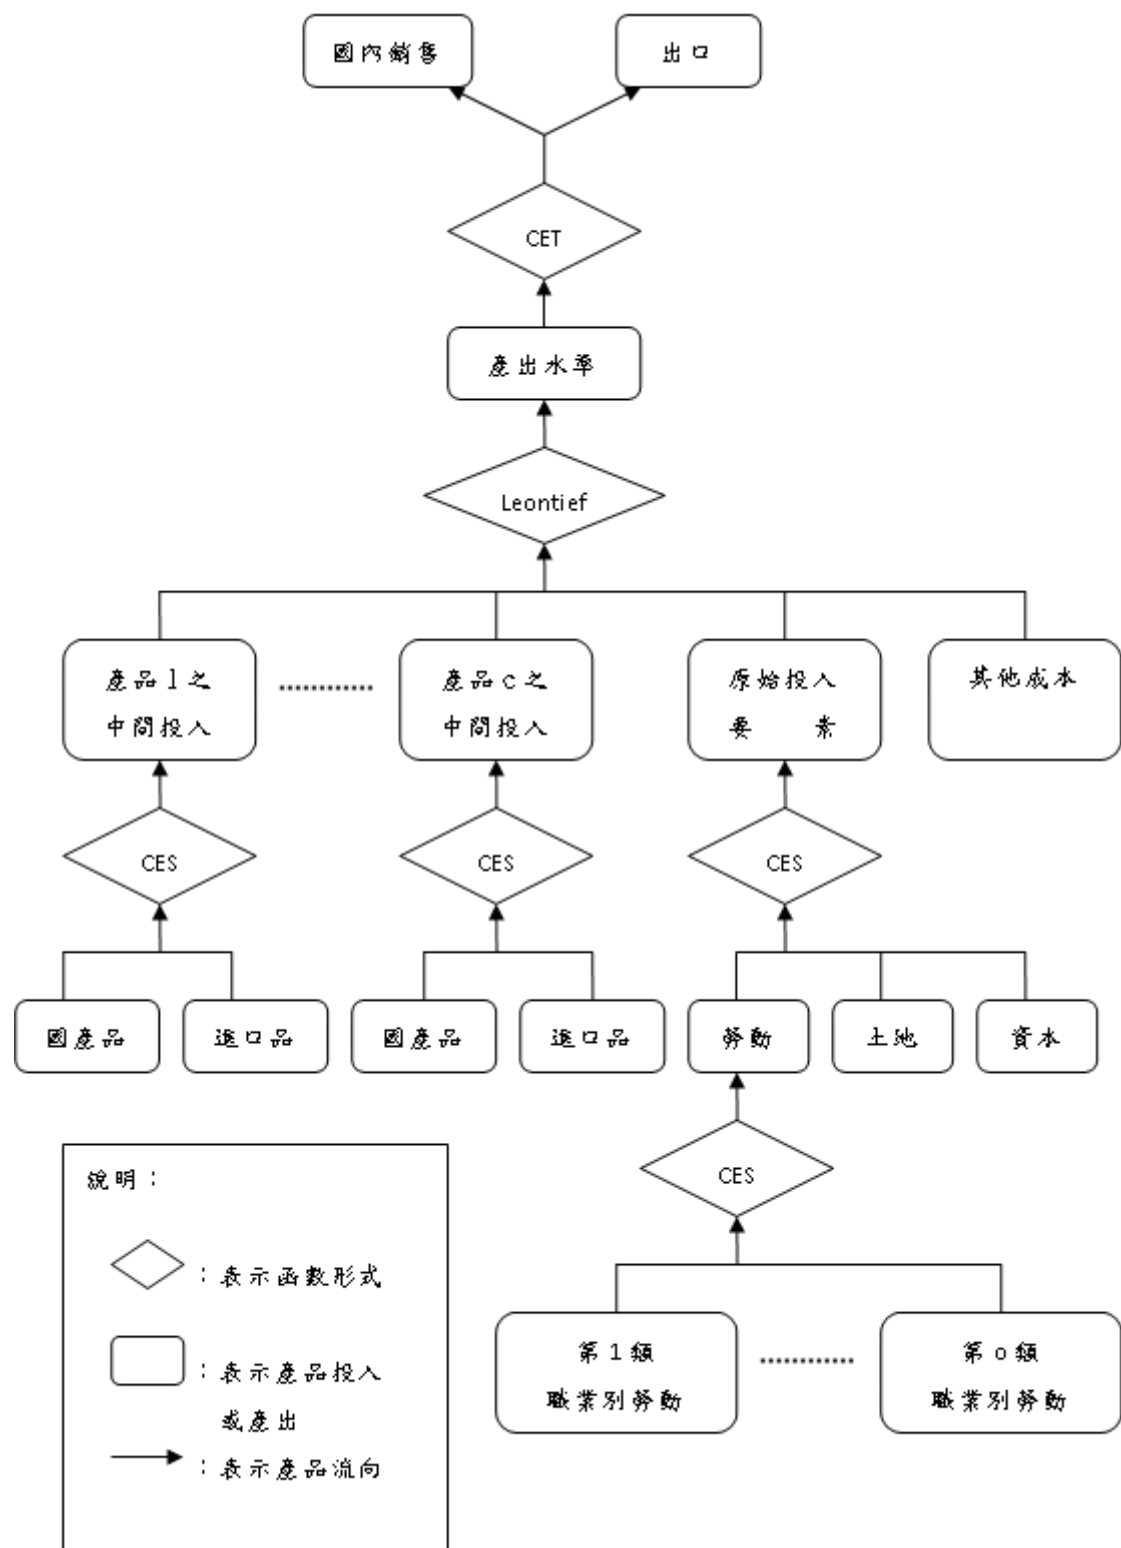 國內銷售
出口
CET
產出水準
Leontief
產品1之
中間投入
............
產品c之
中間投入
原始投入
要 素
其他成本
CES
CES
CES
國產品
進口品
國產品
進口品
勞動
土地
資本
CES
第1類
職業別勞動
............
第o類
職業別勞動
說明：
：表示函數形式
：表示產品投入
或產出
：表示產品流向